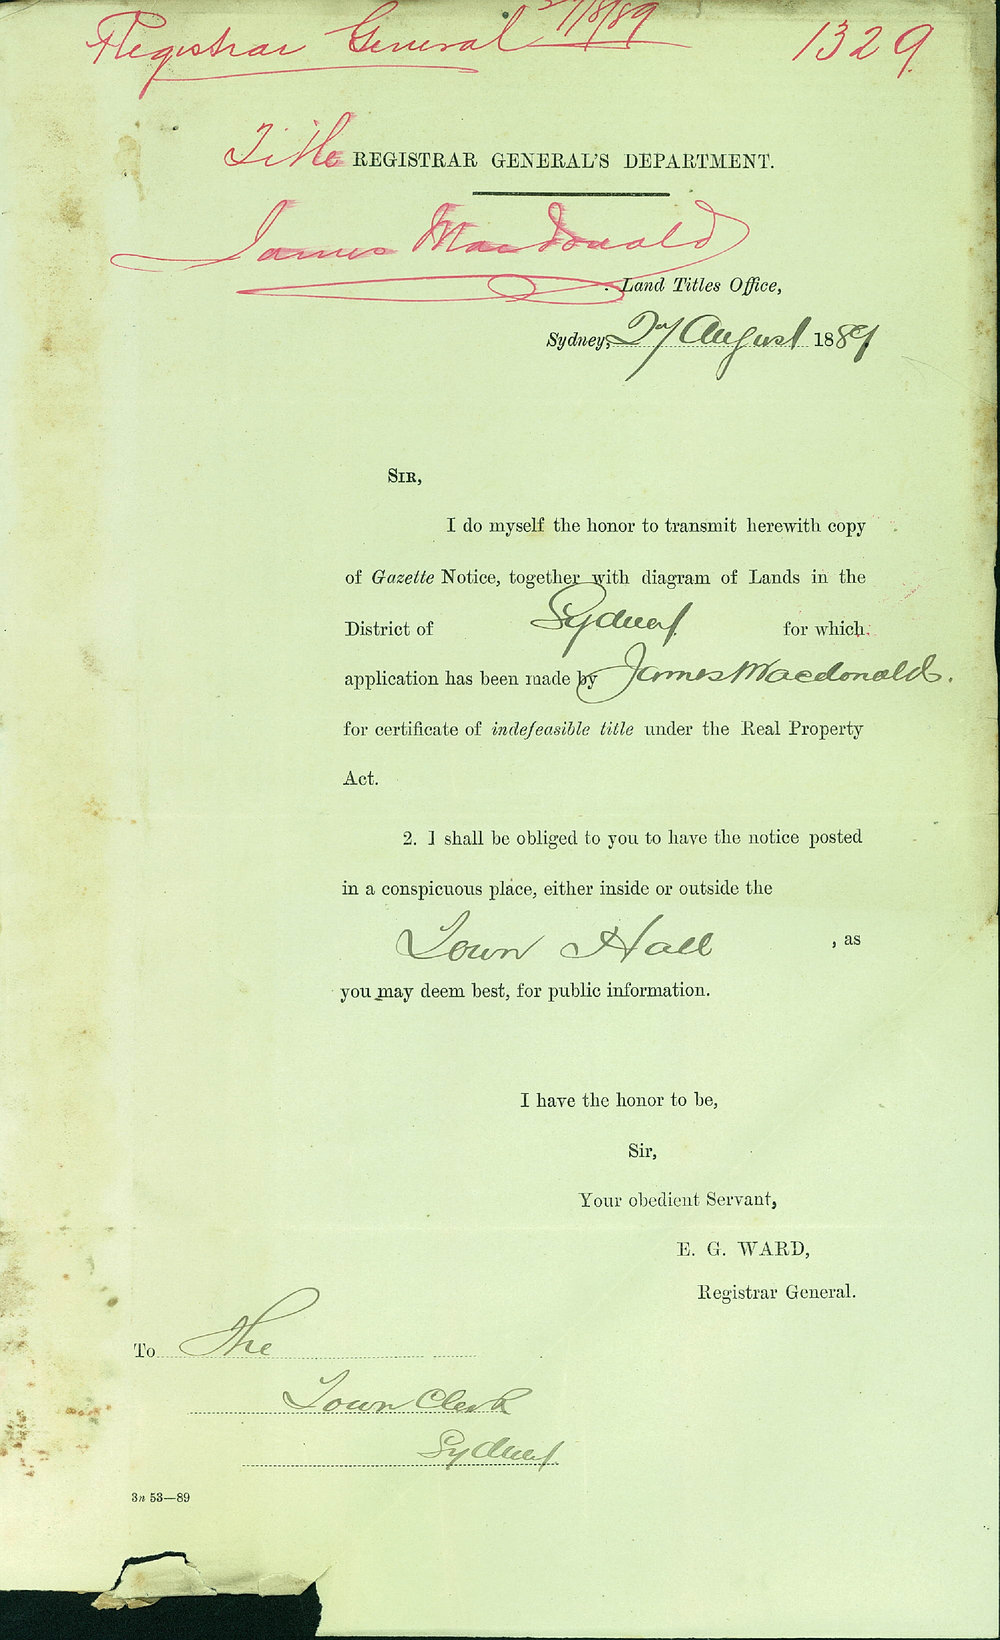 Registrar General 27/8/89 1329
Title REGISTRAR GENERAL'S DEPARTMENT.
James MacDonald
Land Titles Office,
Sydney, 27 August 1889
SIR,
I do myself the honor to transmit herewith copy
of Gazette Notice, together with diagram of Lands in the
District of Sydney for which
application has been made by James Macdonald.
for certificate of indefeasible title under the Real Property
Act.
2. I shall be obliged to you to have the notice posted
in a conspicuous place, either inside or outside the
Town Hall , as
you may deem best, for public information.
I have the honor to be,
Sir,
Your obedient Servant,
E. G. WARD,
Registrar General.
To The
Town Clerk
Sydney
3n 53—89